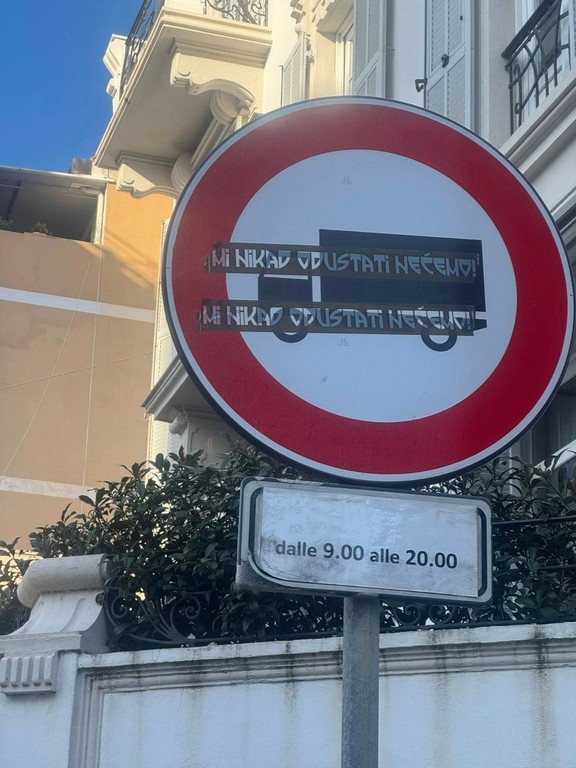 ¡MI NIKAD ODUSTATI NEĆEMO!
¡MI NIKAD ODUSTATI NEĆEMO!
dalle 9.00 alle 20.00